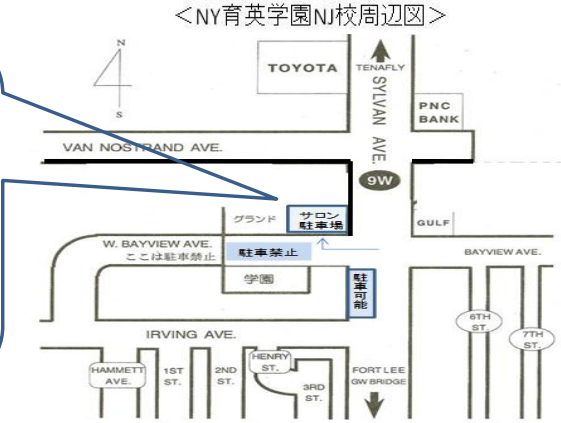 <NY育英学園NJ校周辺図>
N
S
TOYOTA
TENAFLY
SYLVAN AVE.
PNC
BANK
VAN NOSTRAND AVE.
9W
グランド
サロン
駐車場
GULF
W. BAYVIEW AVE.
ここは駐車禁止
駐車禁止
BAYVIEW AVE.
学園
駐車可能
IRVING AVE.
6TH
ST.
7TH
ST.
HAMMETT
AVE.
1ST
ST.
2ND
ST.
HENRY
ST.
3RD
ST.
FORT LEE
GW BRIDGE